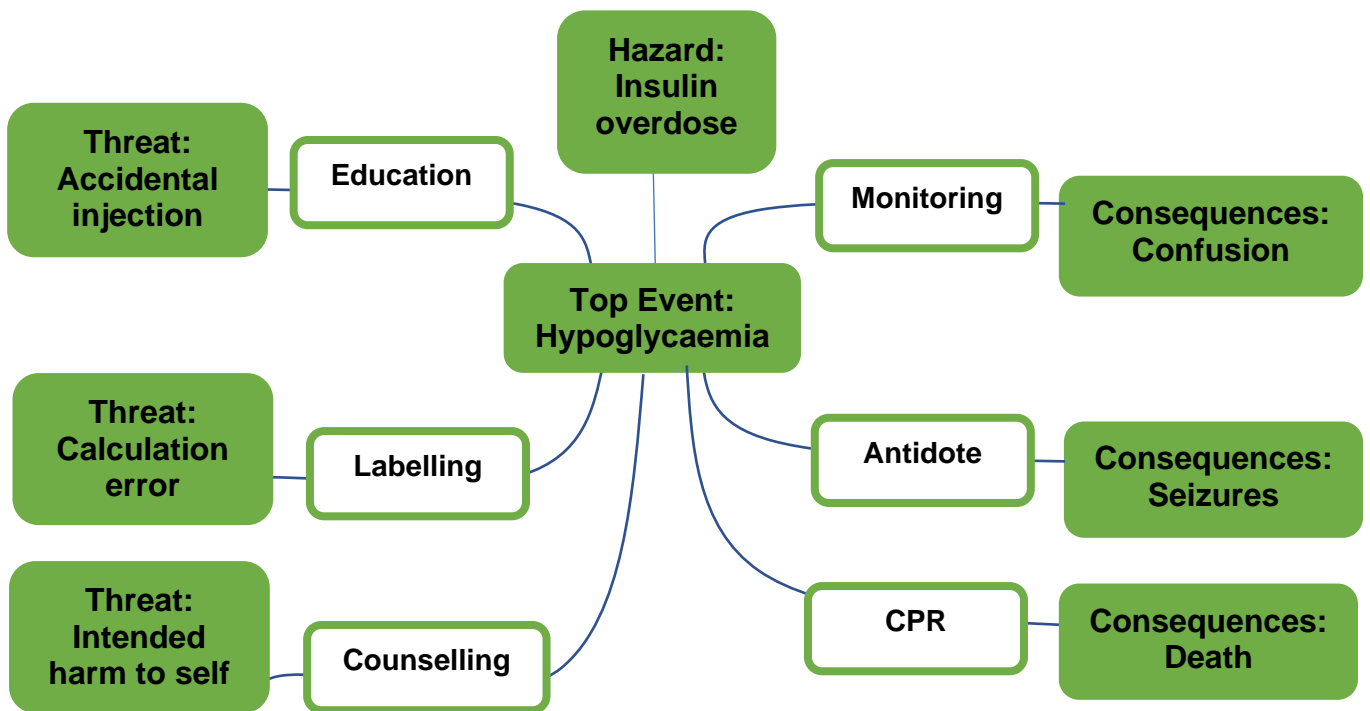 Hazard:
Insulin
overdose
Threat:
Accidental
injection
Education
Monitoring
Consequences:
Confusion
Top Event:
Hypoglycaemia
Threat:
Calculation
error
Labelling
Antidote
Consequences:
Seizures
Threat:
Intended
harm to self
Counselling
CPR
Consequences:
Death